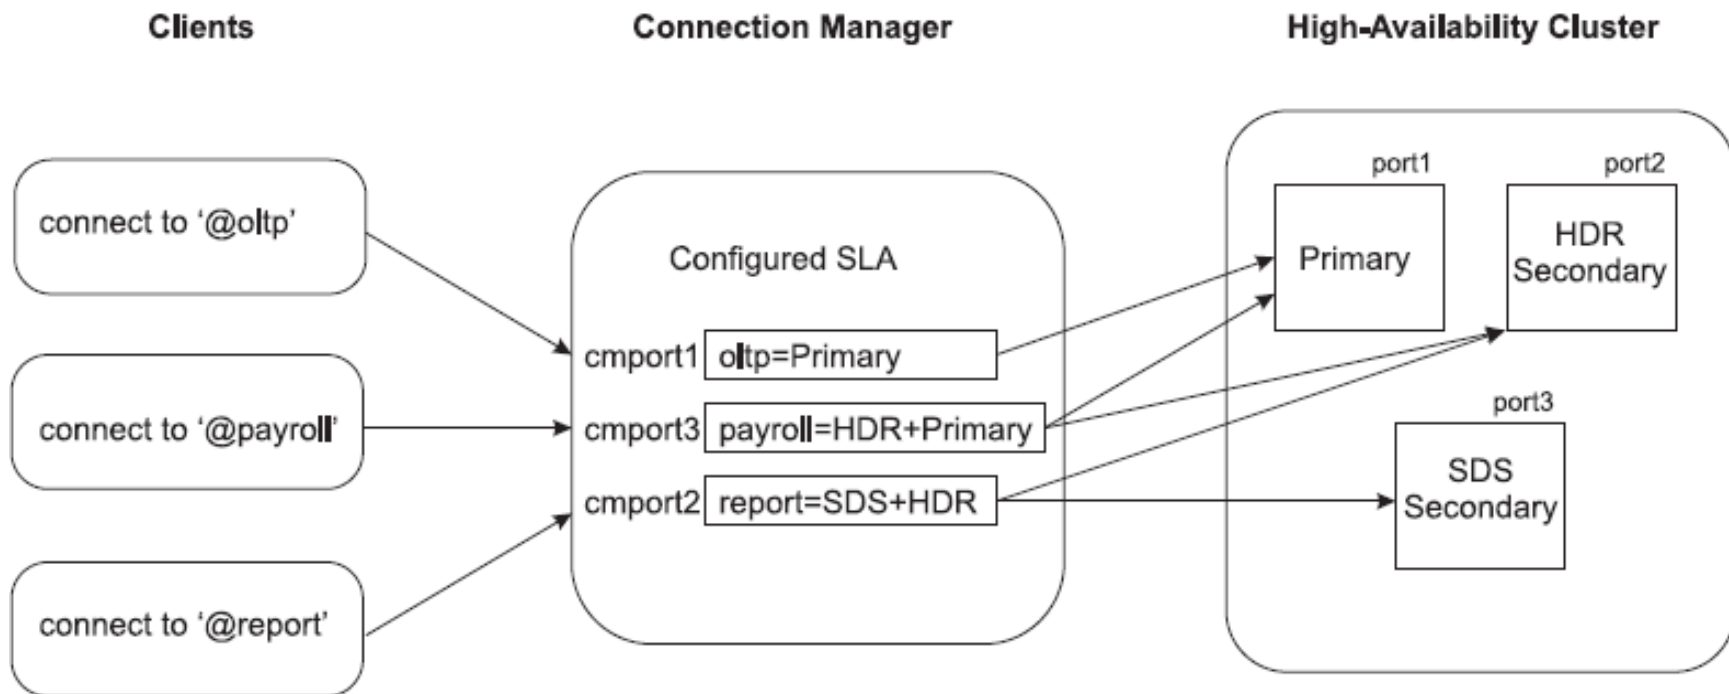 Clients
Connection Manager
High-Availability Cluster
connect to ‘@oltp’
connect to ‘@payroll’
connect to ‘@report’
Configured SLA
cmport1 oltp=Primary
cmport3 payroll=HDR+Primary
cmport2 report=SDS+HDR
port1
Primary
port2
HDR
Secondary
port3
SDS
Secondary